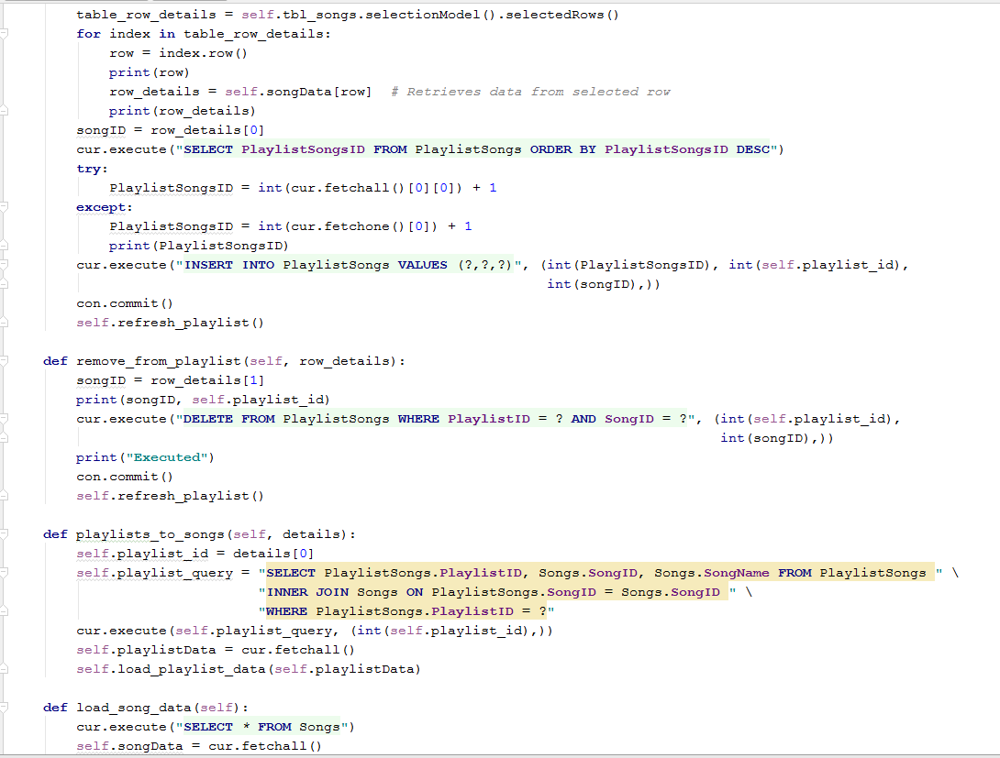 table_row_details = self.tbl_songs.selectionModel().selectedRows()
for index in table_row_details:
    row = index.row()
    print(row)
    row_details = self.songData[row]  # Retrieves data from selected row
    print(row_details)
songID = row_details[0]
cur.execute("SELECT PlaylistSongsID FROM PlaylistSongs ORDER BY PlaylistSongsID DESC")
try:
    PlaylistSongsID = int(cur.fetchall()[0][0]) + 1
except:
    PlaylistSongsID = int(cur.fetchone()[0]) + 1
    print(PlaylistSongsID)
cur.execute("INSERT INTO PlaylistSongs VALUES (?,?,?)", (int(PlaylistSongsID), int(self.playlist_id),
int(songID),))
con.commit()
self.refresh_playlist()
def remove_from_playlist(self, row_details):
    songID = row_details[1]
    print(songID, self.playlist_id)
    cur.execute("DELETE FROM PlaylistSongs WHERE PlaylistID = ? AND SongID = ?", (int(self.playlist_id),
    int(songID),))
    print("Executed")
    con.commit()
    self.refresh_playlist()
def playlists_to_songs(self, details):
    self.playlist_id = details[0]
    self.playlist_query = "SELECT PlaylistSongs.PlaylistID, Songs.SongID, Songs.SongName FROM PlaylistSongs " \
    "INNER JOIN Songs ON PlaylistSongs.SongID = Songs.SongID " \
    "WHERE PlaylistSongs.PlaylistID = ?"
    cur.execute(self.playlist_query, (int(self.playlist_id),))
    self.playlistData = cur.fetchall()
    self.load_playlist_data(self.playlistData)
def load_song_data(self):
    cur.execute("SELECT * FROM Songs")
    self.songData = cur.fetchall()